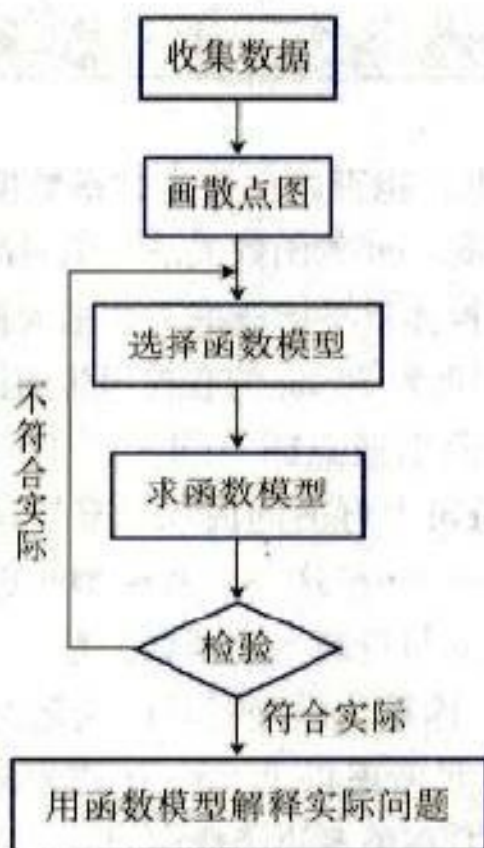 收集数据
画散点图
选择函数模型
不符合实际
求函数模型
检验
符合实际
用函数模型解释实际问题